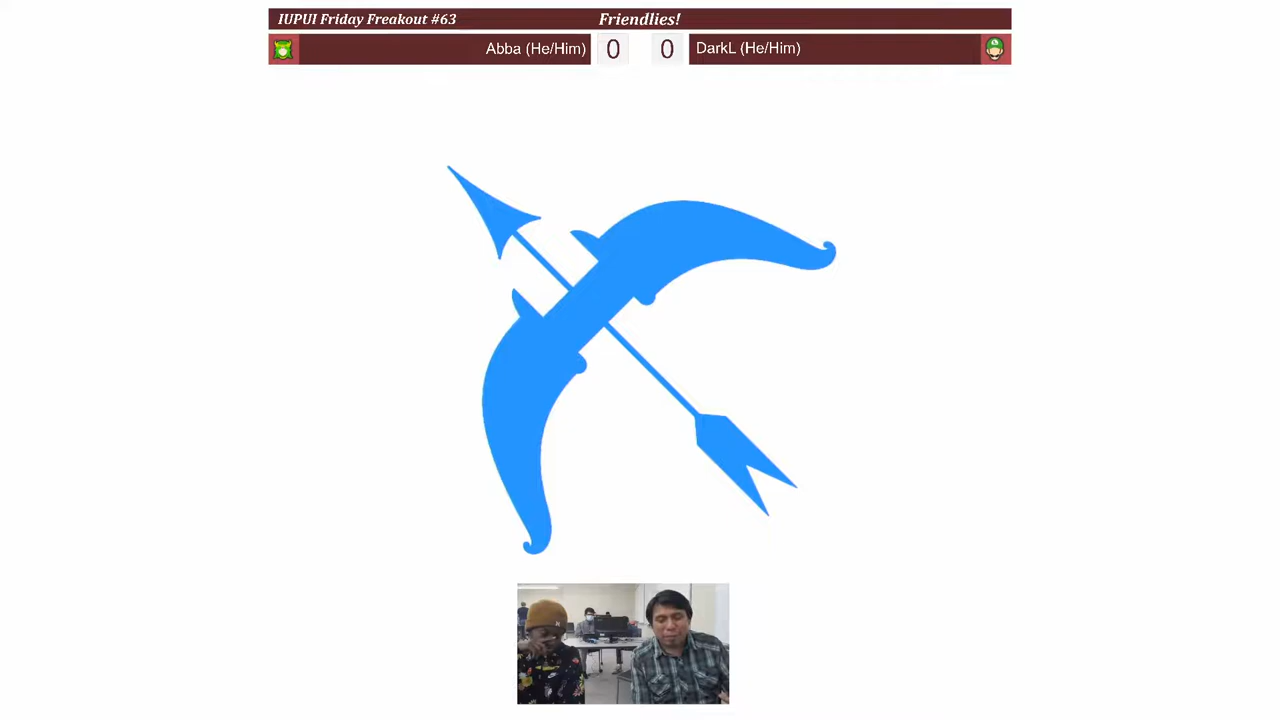 IUPUI Friday Freakout #63
Friendlies!
Abba (He/Him) 0 0 DarkL (He/Him)